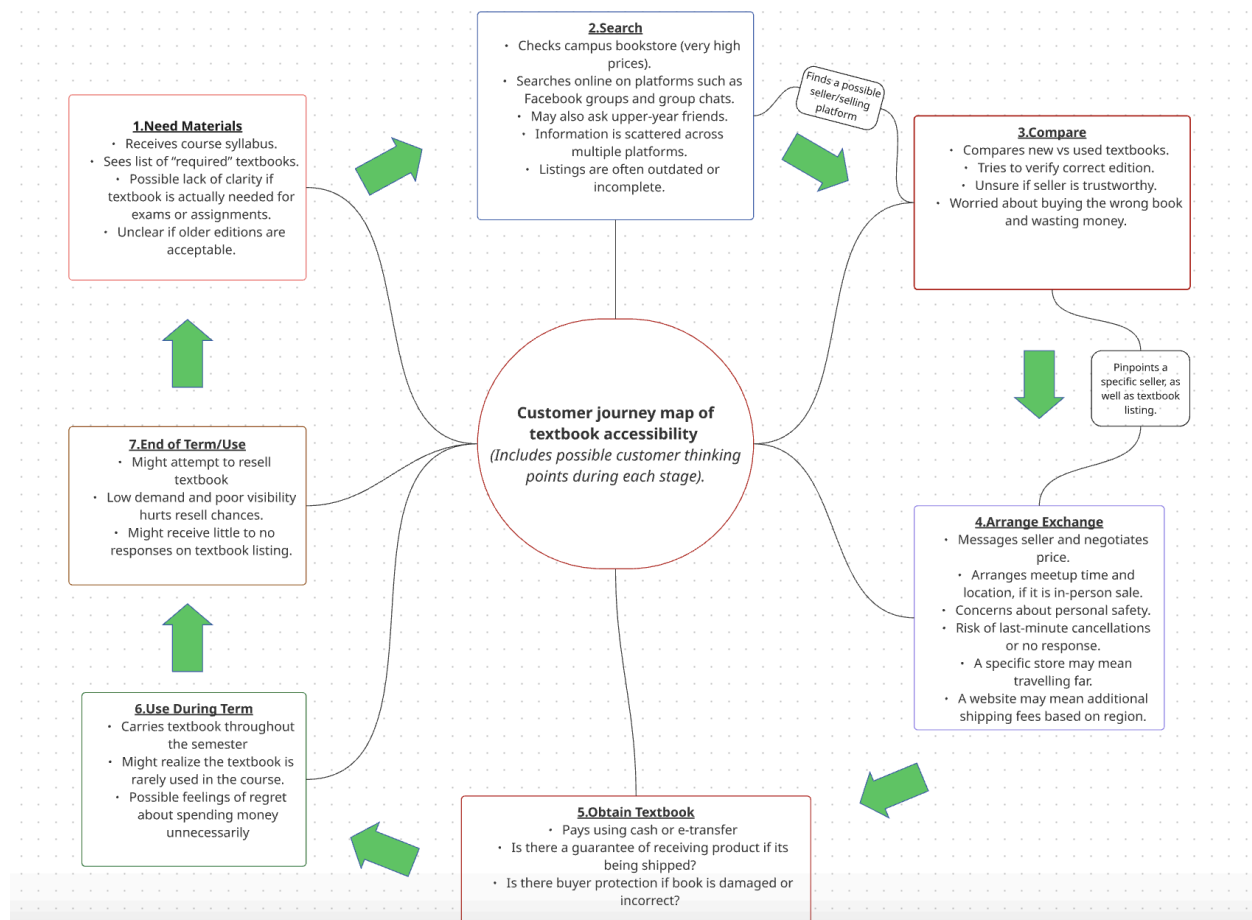 1.Need Materials
• Receives course syllabus.
• Sees list of “required” textbooks.
• Possible lack of clarity if
textbook is actually needed for
exams or assignments.
• Unclear if older editions are
acceptable.
2.Search
• Checks campus bookstore (very high
prices).
• Searches online on platforms such as
Facebook groups and group chats.
• May also ask upper-year friends.
• Information is scattered across
multiple platforms.
• Listings are often outdated or
incomplete.
Finds a possible
seller/selling
platform
3.Compare
• Compares new vs used textbooks.
• Tries to verify correct edition.
• Unsure if seller is trustworthy.
• Worried about buying the wrong book
and wasting money.
Pinpoints a
specific seller, as
well as textbook
listing.
Customer journey map of
textbook accessibility
(Includes possible customer thinking
points during each stage).
4.Arrange Exchange
• Messages seller and negotiates
price.
• Arranges meetup time and
location, if it is in-person sale.
• Concerns about personal safety.
• Risk of last-minute cancellations
or no response.
• A specific store may mean
travelling far.
• A website may mean additional
shipping fees based on region.
5.Obtain Textbook
• Pays using cash or e-transfer
• Is there a guarantee of receiving product if its
being shipped?
• Is there buyer protection if book is damaged or
incorrect?
6.Use During Term
• Carries textbook throughout
the semester
• Might realize the textbook is
rarely used in the course.
• Possible feelings of regret
about spending money
unnecessarily
7.End of Term/Use
• Might attempt to resell
textbook
• Low demand and poor visibility
hurts resell chances.
• Might receive little to no
responses on textbook listing.